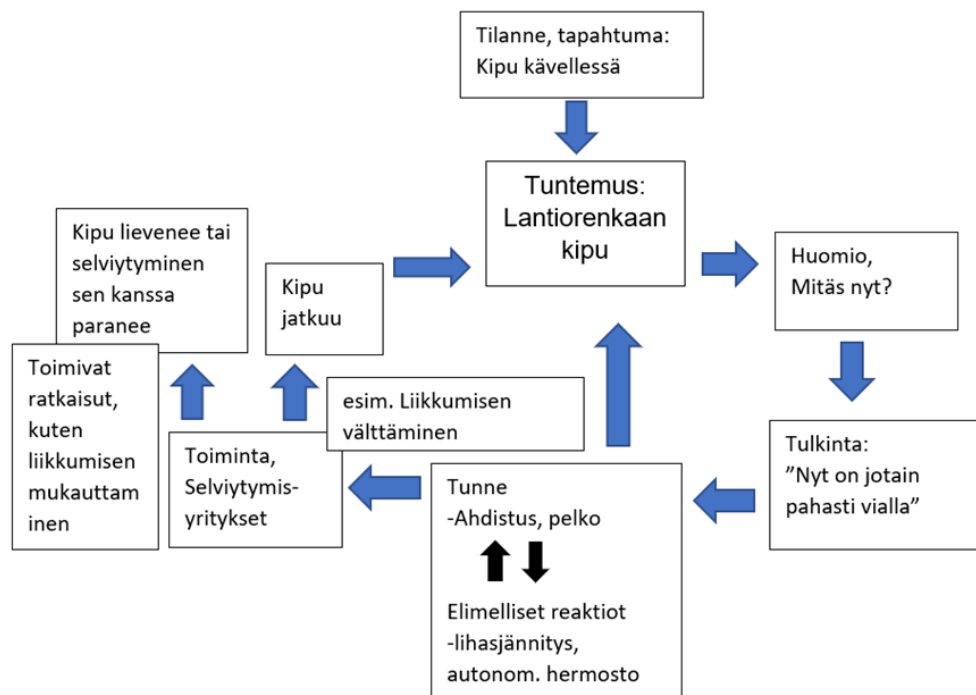 Tilanne, tapahtuma:
Kipu kävellessä
Tuntemus:
Lantiorenkaan
kipu
Huomio,
Mitäs nyt?
Tulkinta:
”Nyt on jotain
pahasti vialla”
Tunne
-Ahdistus, pelko
Elimelliset reaktiot
-lihasjännitys,
autonom. hermosto
esim. Liikkumisen
välttäminen
Toiminta,
Selviytymis-
yritykset
Kipu
jatkuu
Toimivat
ratkaisut,
kuten
liikkumisen
mukauttam
inen
Kipu lievenee tai
selviytyminen
sen kanssa
paranee